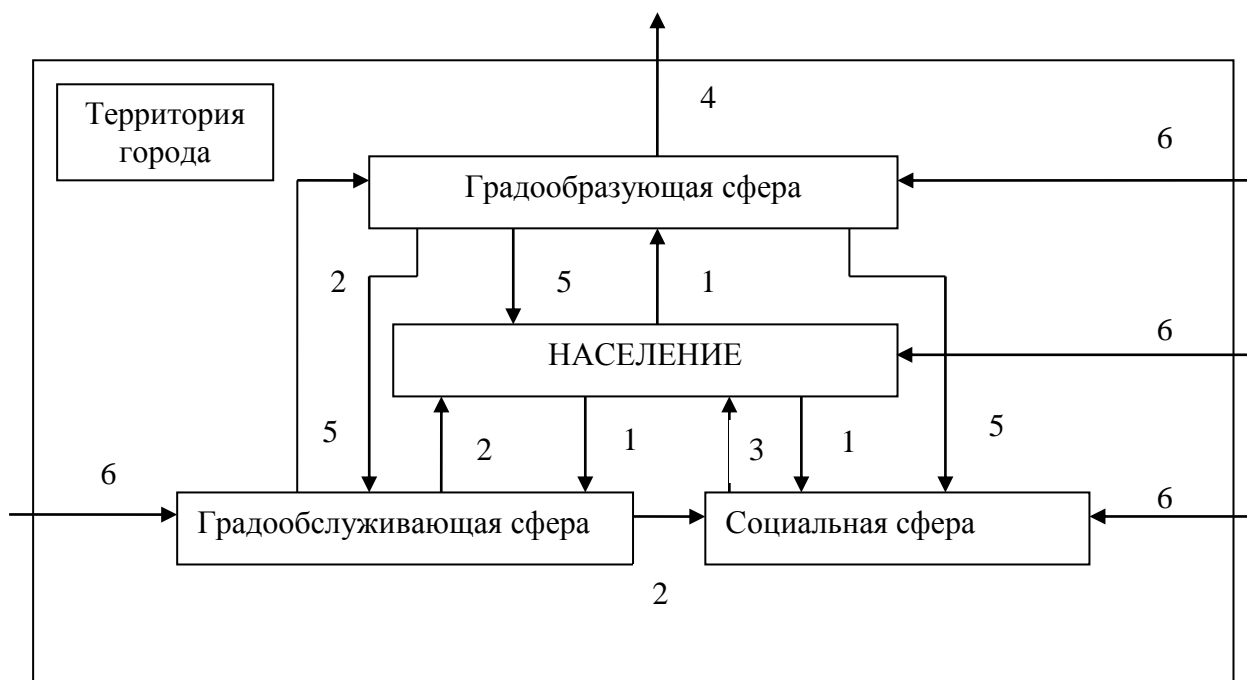 4
Территория
города
6
Градообразующая сфера
2
5
1
6
НАСЕЛЕНИЕ
5
2
1
3
1
5
6
6
Градообслуживающая сфера
Социальная сфера
2